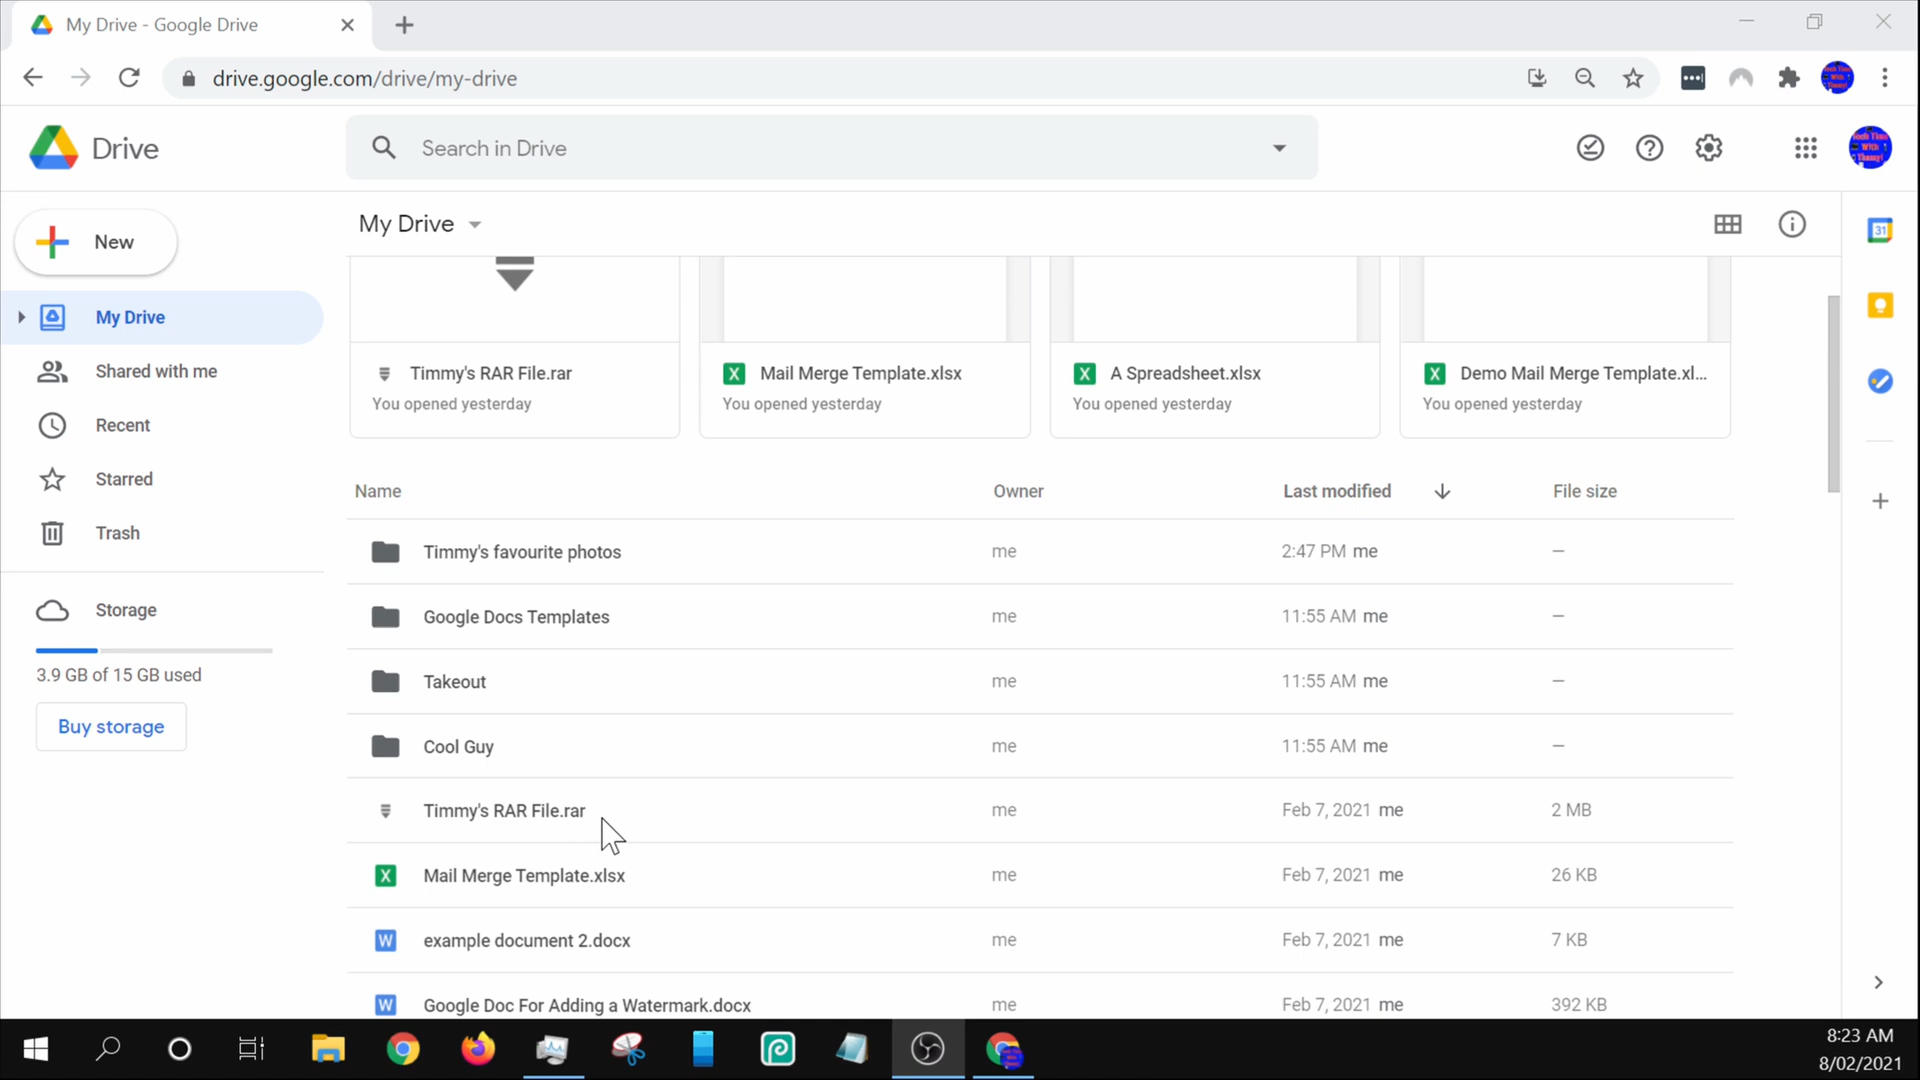 My Drive - Google Drive
drive.google.com/drive/my-drive
Drive
Search in Drive
New
My Drive
My Drive
Shared with me
Recent
Starred
Trash
Storage
3.9 GB of 15 GB used
Buy storage
Timmy's RAR File.rar
You opened yesterday
Mail Merge Template.xlsx
You opened yesterday
A Spreadsheet.xlsx
You opened yesterday
Demo Mail Merge Template.xl...
You opened yesterday
Name Owner Last modified File size
Timmy's favourite photos me 2:47 PM me –
Google Docs Templates me 11:55 AM me –
Takeout me 11:55 AM me –
Cool Guy me 11:55 AM me –
Timmy's RAR File.rar me Feb 7, 2021 me 2 MB
Mail Merge Template.xlsx me Feb 7, 2021 me 26 KB
example document 2.docx me Feb 7, 2021 me 7 KB
Google Doc For Adding a Watermark.docx me Feb 7, 2021 me 392 KB
31
8:23 AM
8/02/2021